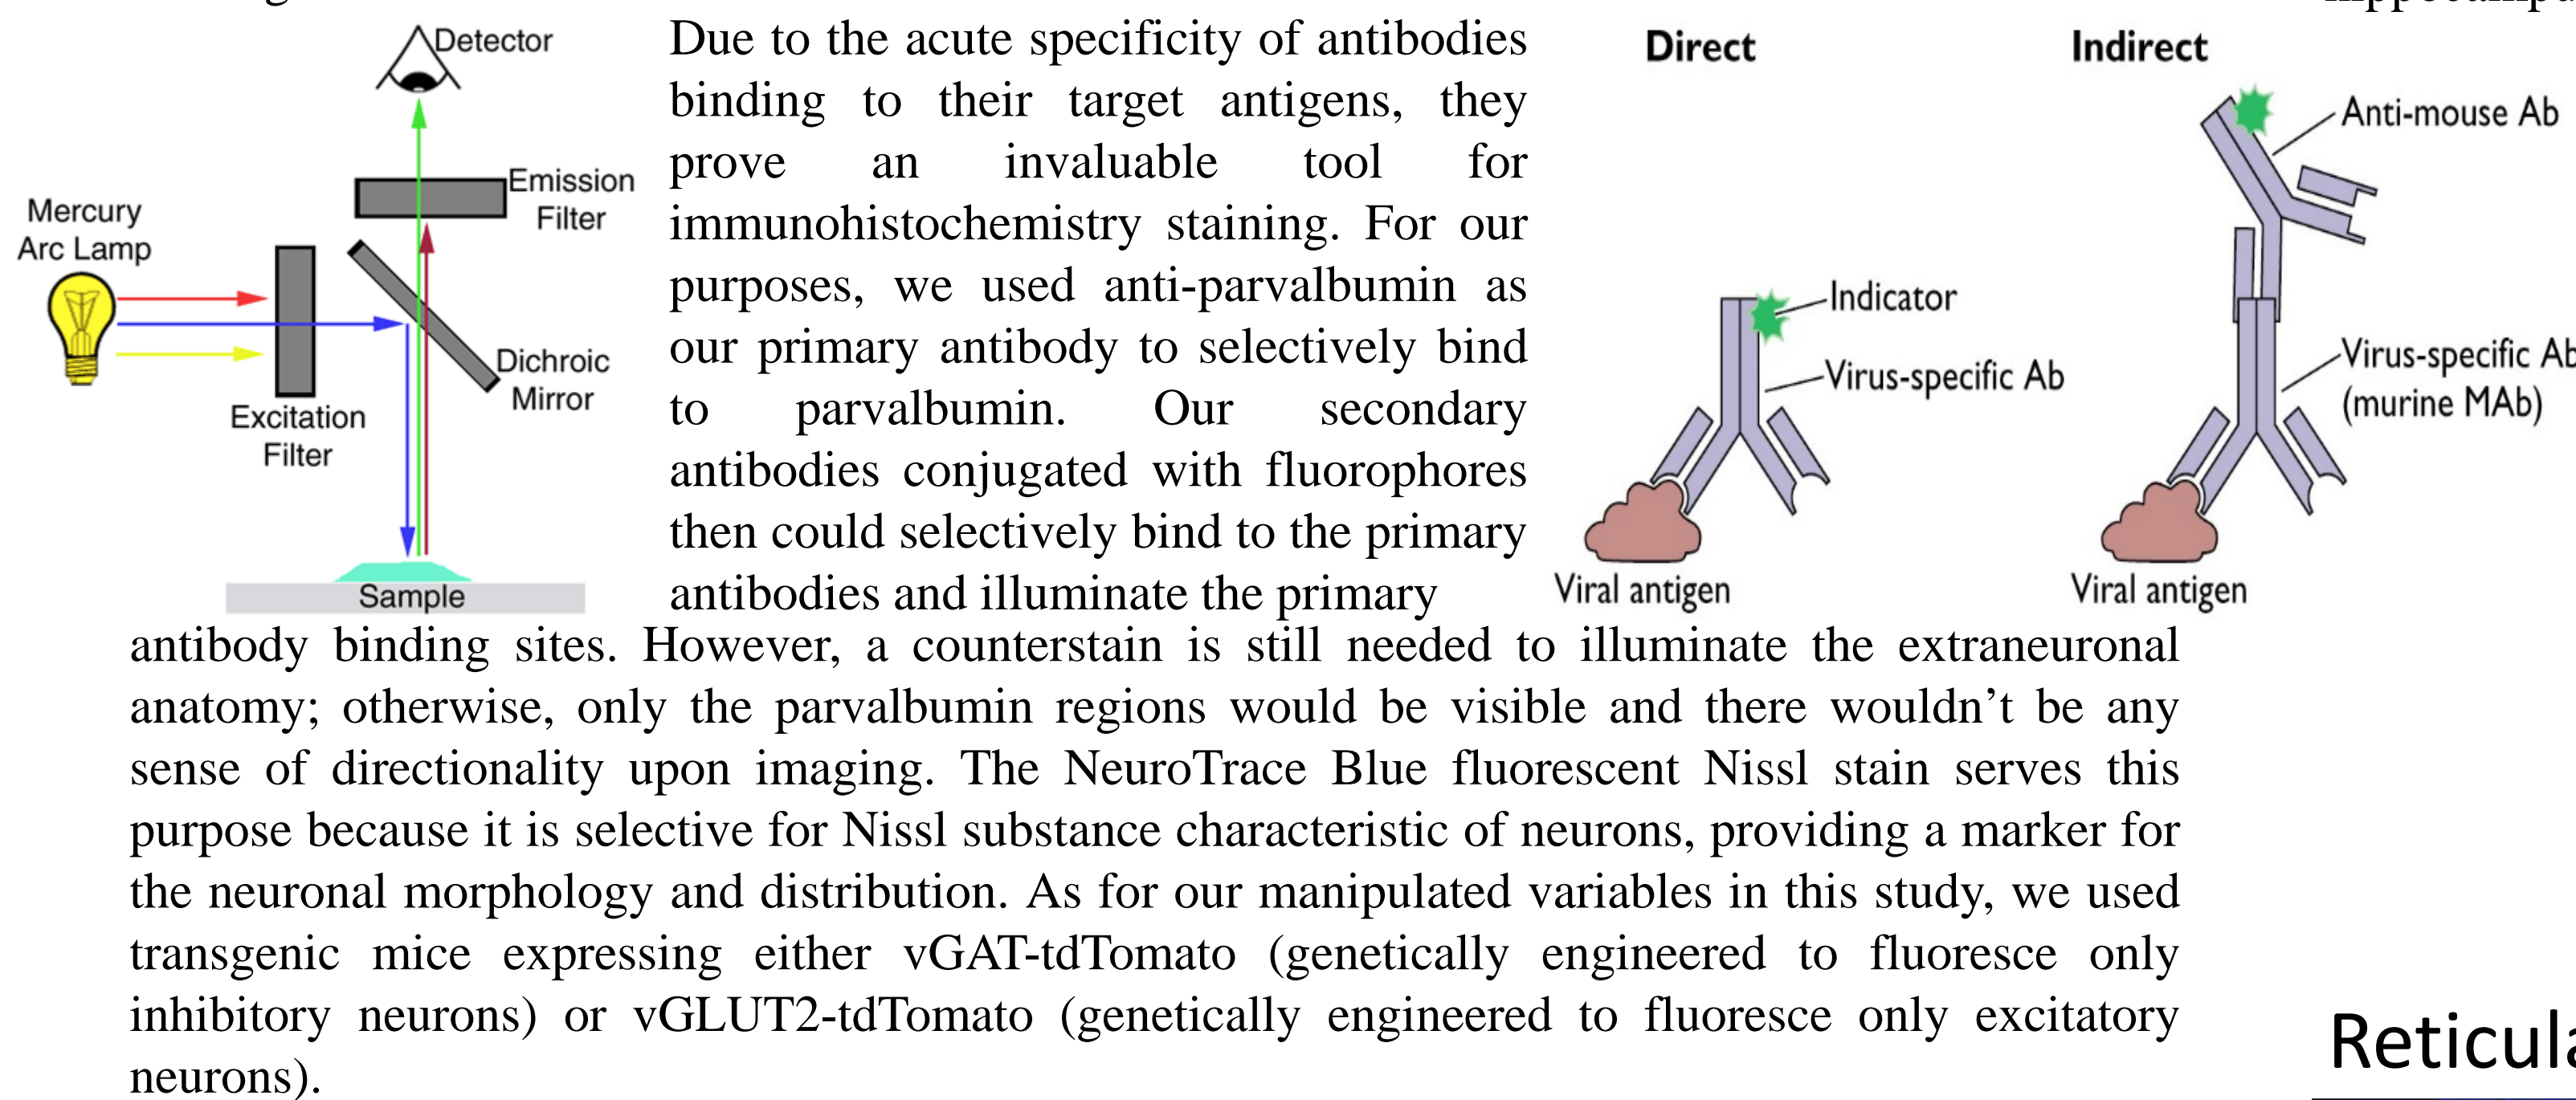 Detector
Emission
Filter
Mercury
Arc Lamp
Dichroic
Mirror
Excitation
Filter
Sample
Due to the acute specificity of antibodies
binding to their target antigens, they
prove an invaluable tool for
immunohistochemistry staining. For our
purposes, we used anti-parvalbumin as
our primary antibody to selectively bind
to parvalbumin. Our secondary
antibodies conjugated with fluorophores
then could selectively bind to the primary
antibodies and illuminate the primary
antibody binding sites. However, a counterstain is still needed to illuminate the extraneuronal
anatomy; otherwise, only the parvalbumin regions would be visible and there wouldn’t be any
sense of directionality upon imaging. The NeuroTrace Blue fluorescent Nissl stain serves this
purpose because it is selective for Nissl substance characteristic of neurons, providing a marker for
the neuronal morphology and distribution. As for our manipulated variables in this study, we used
transgenic mice expressing either vGAT-tdTomato (genetically engineered to fluoresce only
inhibitory neurons) or vGLUT2-tdTomato (genetically engineered to fluoresce only excitatory
neurons).
Direct
Indicator
Virus-specific Ab
Viral antigen
Indirect
Anti-mouse Ab
Virus-specific Ab
(murine MAb)
Viral antigen